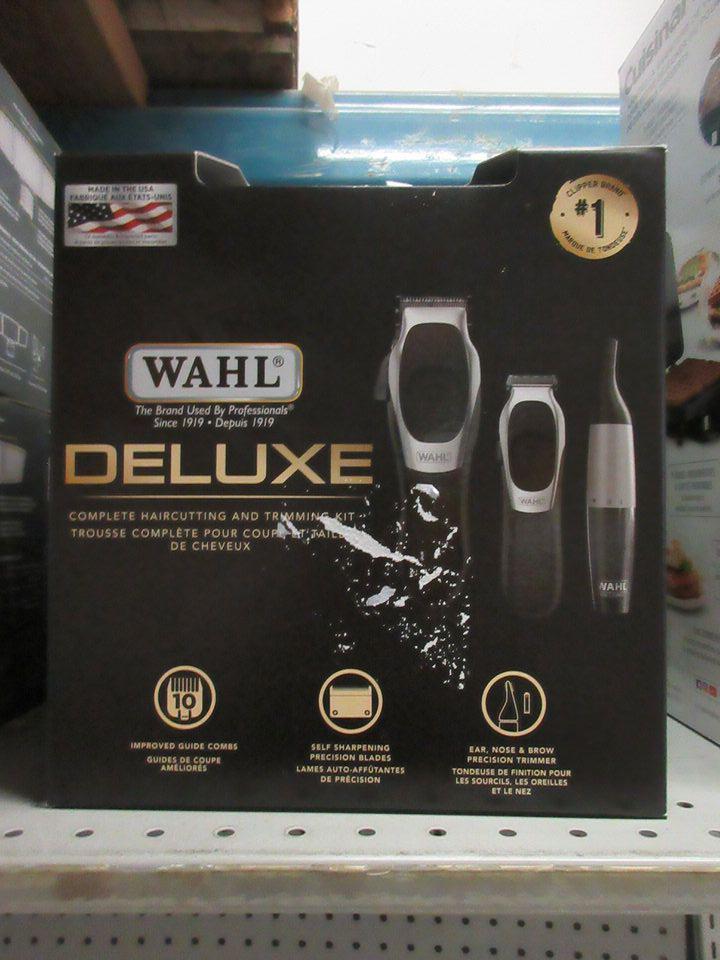 MADE IN THE USA
FABRIQUÉ AUX ÉTATS-UNIS
CLIPPER BRAND
#1
MARQUE DE TONDEUSE
Cuisinart
WAHL®
The Brand Used By Professionals®
Since 1919 • Depuis 1919
DELUXE
COMPLETE HAIRCUTTING AND TRIMMING KIT
TROUSSE COMPLÈTE POUR COUPE ET TAILLE
DE CHEVEUX
WAHL
WAHL
WAHL
10
IMPROVED GUIDE COMBS
GUIDES DE COUPE
AMÉLIORÉS
SELF SHARPENING
PRECISION BLADES
LAMES AUTO-AFFÛTANTES
DE PRÉCISION
EAR, NOSE & BROW
PRECISION TRIMMER
TONDEUSE DE FINITION POUR
LES SOURCILS, LES OREILLES
ET LE NEZ